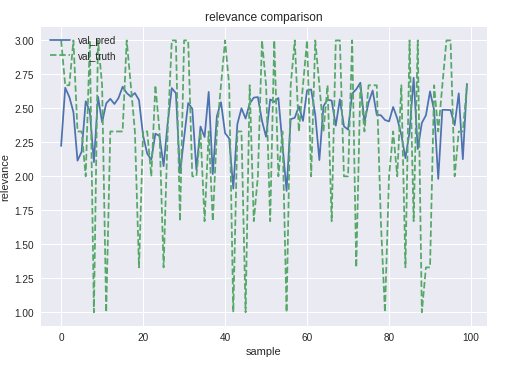 relevance comparison
val_pred
val_truth
3.00
2.75
2.50
2.25
2.00
1.75
1.50
1.25
1.00
relevance
0 20 40 60 80 100
sample